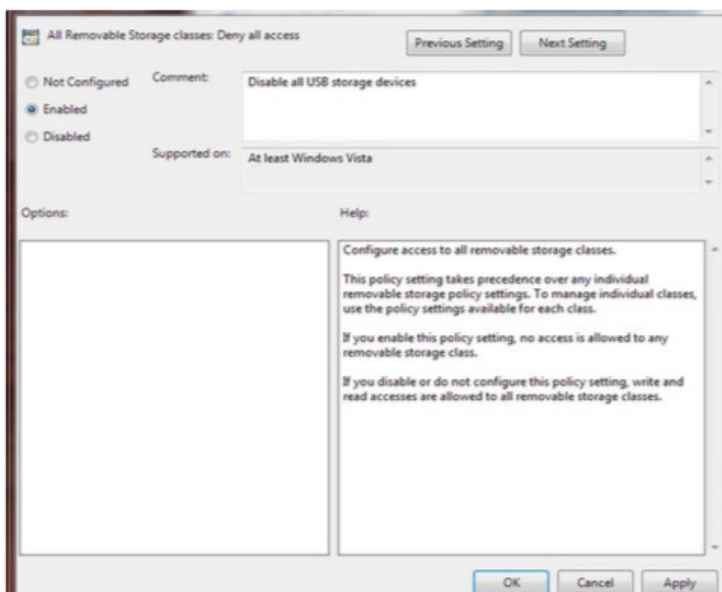 All Removable Storage classes: Deny all access
Previous Setting
Next Setting
Not Configured
Comment:
Disable all USB storage devices
Enabled
Disabled
Supported on:
At least Windows Vista
Options:
Help:
Configure access to all removable storage classes.
This policy setting takes precedence over any individual
removable storage policy settings. To manage individual classes,
use the policy settings available for each class.
If you enable this policy setting, no access is allowed to any
removable storage class.
If you disable or do not configure this policy setting, write and
read accesses are allowed to all removable storage classes.
OK
Cancel
Apply